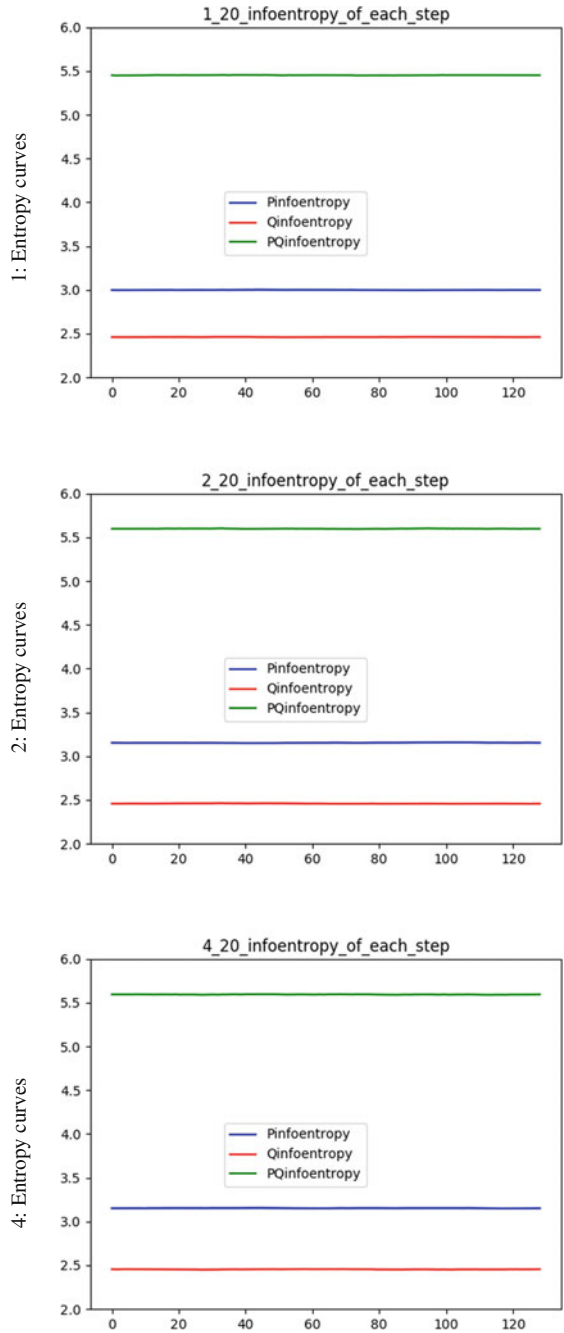 1_20_infoentropy_of_each_step
1: Entropy curves
6.0
5.5
5.0
4.5
4.0
3.5
3.0
2.5
2.0
Pinfoentropy
Qinfoentropy
PQinfoentropy
0 20 40 60 80 100 120
2_20_infoentropy_of_each_step
2: Entropy curves
6.0
5.5
5.0
4.5
4.0
3.5
3.0
2.5
2.0
Pinfoentropy
Qinfoentropy
PQinfoentropy
0 20 40 60 80 100 120
4_20_infoentropy_of_each_step
4: Entropy curves
6.0
5.5
5.0
4.5
4.0
3.5
3.0
2.5
2.0
Pinfoentropy
Qinfoentropy
PQinfoentropy
0 20 40 60 80 100 120